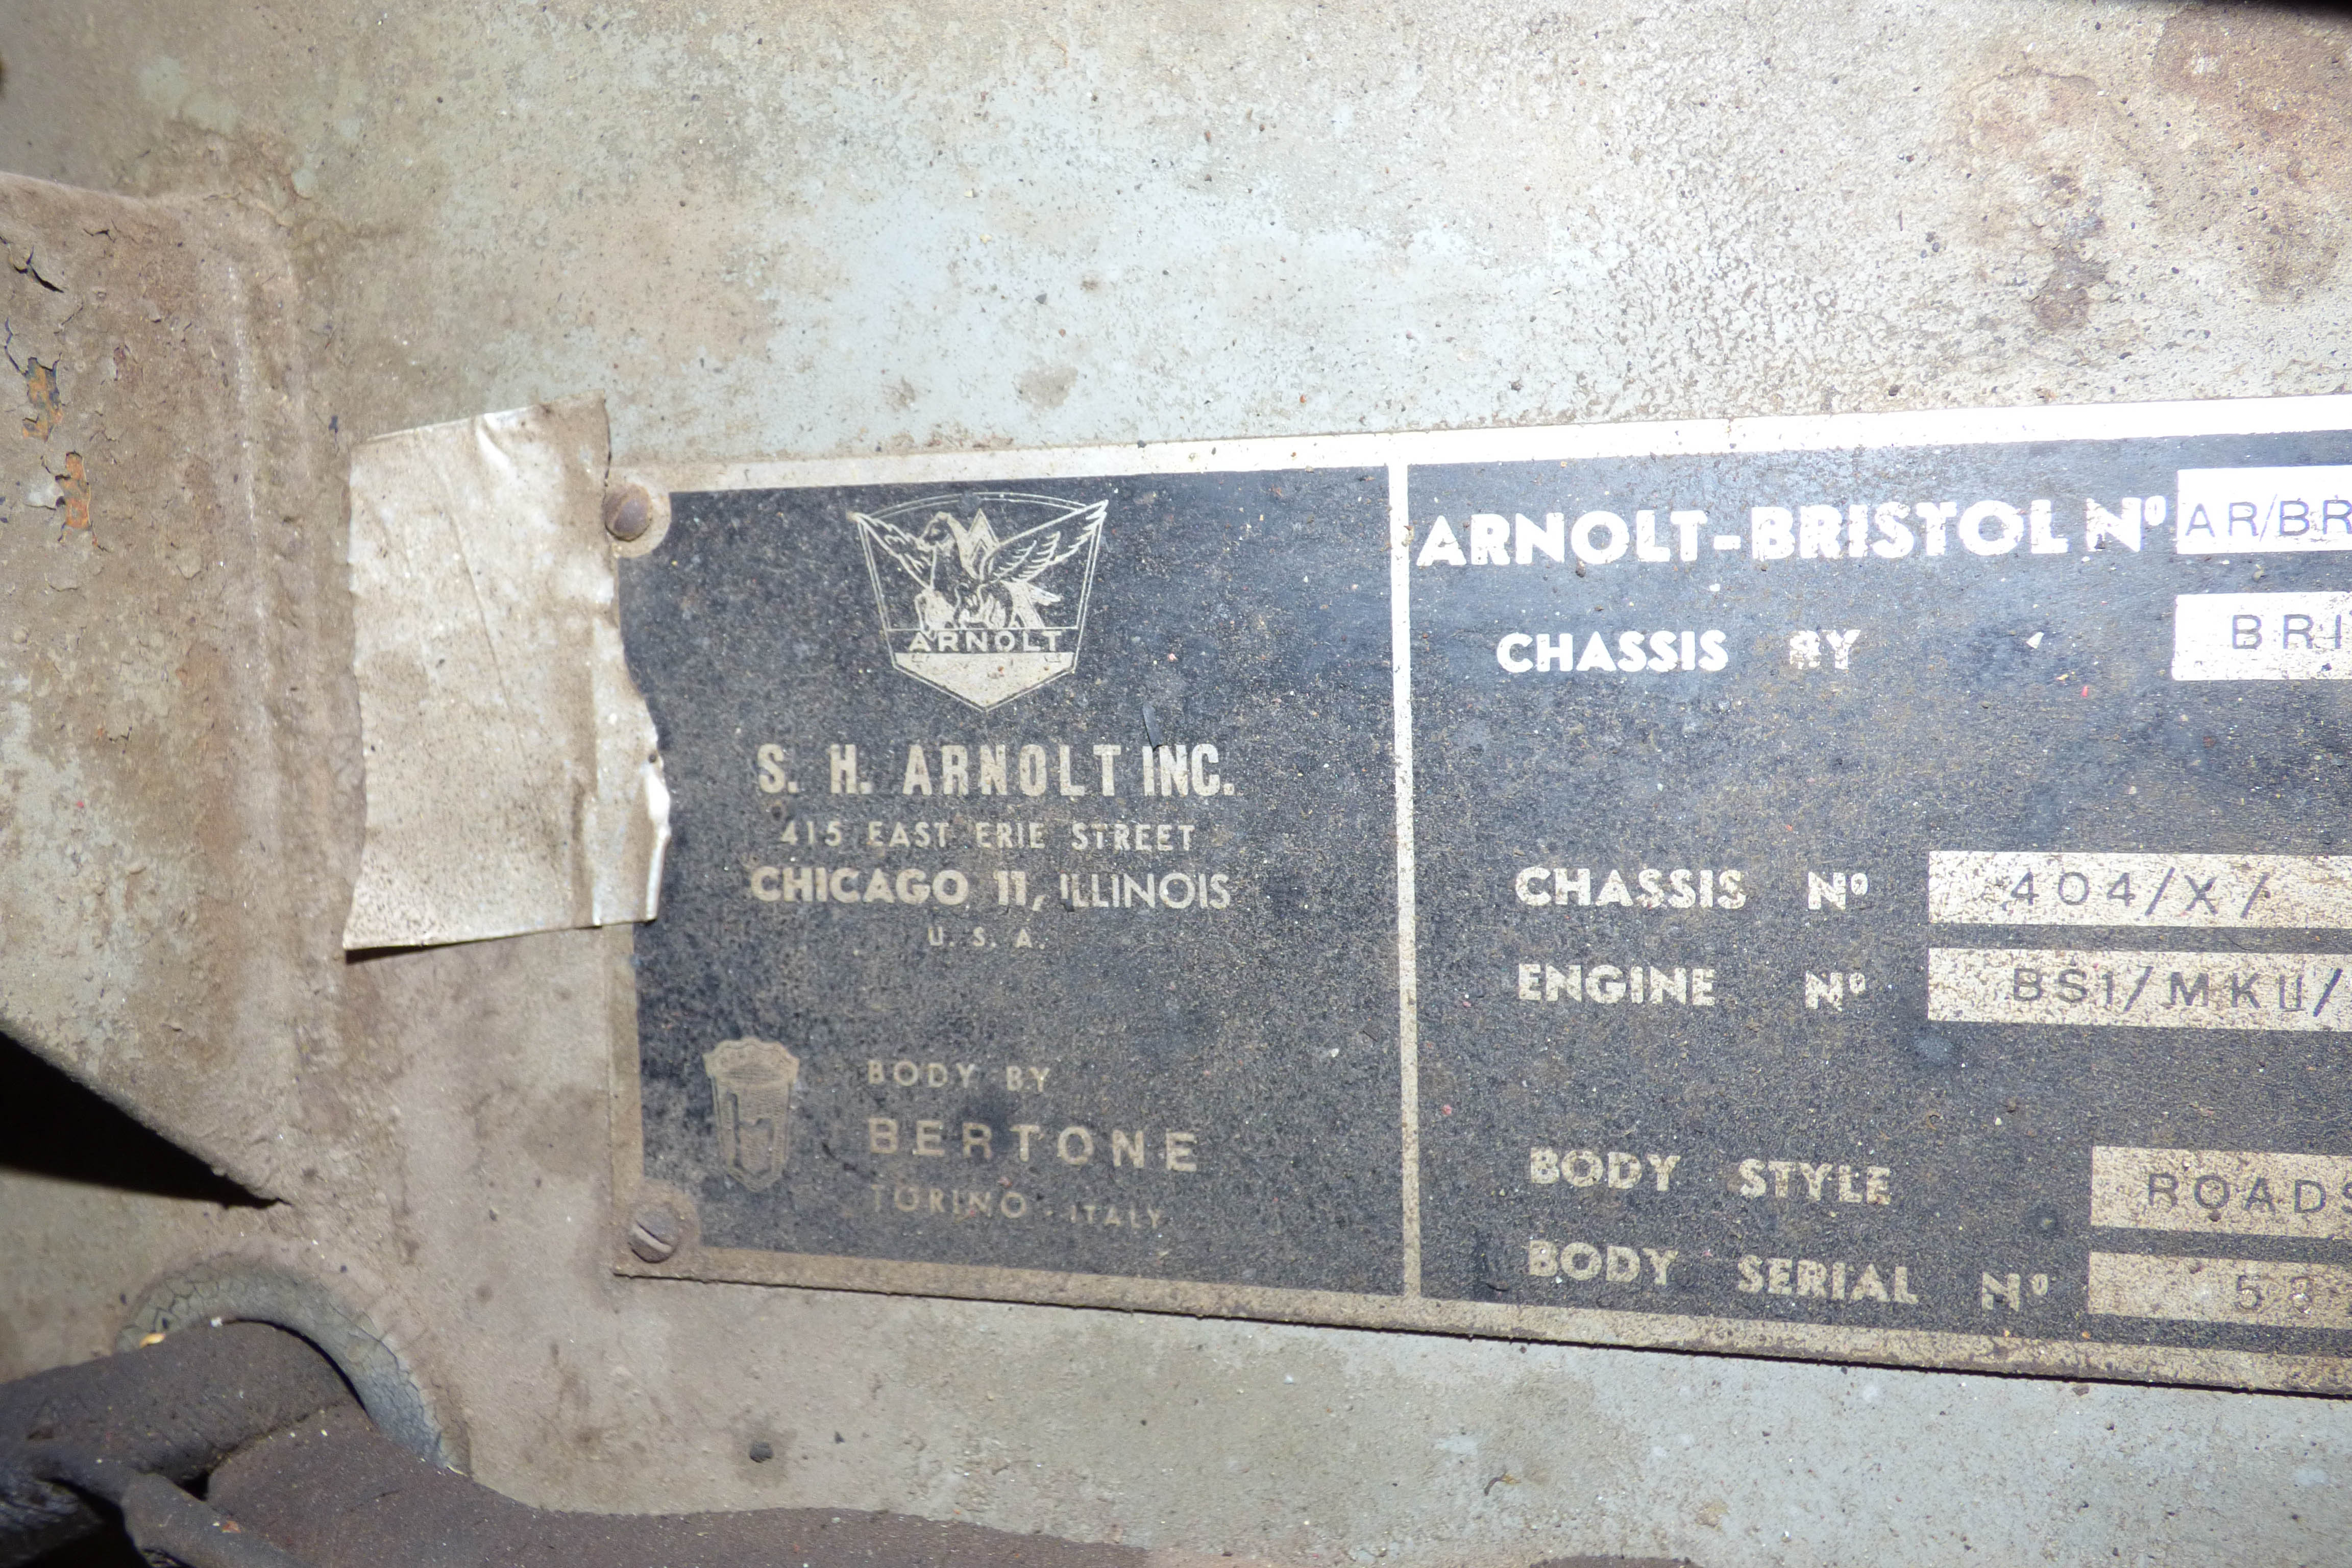 ARNOLT
S. H. ARNOLT INC.
415 EAST ERIE STREET
CHICAGO 11, ILLINOIS
U. S. A.
BODY BY
BERTONE
TORINO - ITALY
ARNOLT-BRISTOL Nº AR/BR
CHASSIS BY BRI
CHASSIS Nº 404/X/
ENGINE Nº BS1/MKII/
BODY STYLE ROADS
BODY SERIAL Nº 5